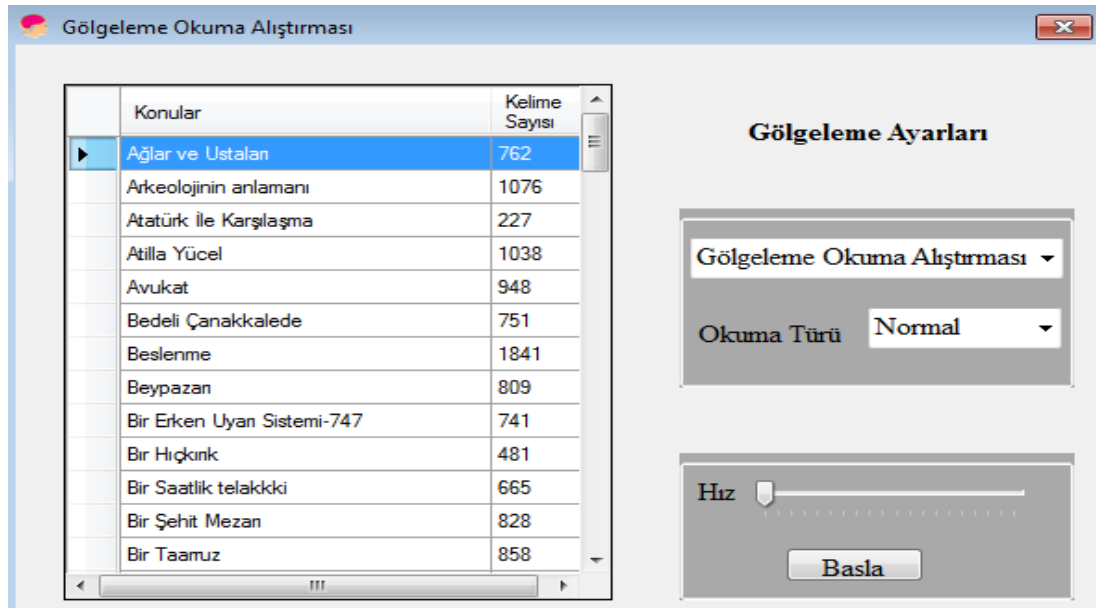 Gölgeleme Okuma Alıştırması
Konular Kelime Sayısı
Ağlar ve Ustaları 762
Arkeolojinin anlamanı 1076
Atatürk İle Karşılaşma 227
Atilla Yücel 1038
Avukat 948
Bedeli Çanakkalede 751
Beslenme 1841
Beypazarı 809
Bir Erken Uyarı Sistemi-747 741
Bir Hıçkırık 481
Bir Saatlik telakkki 665
Bir Şehit Mezarı 828
Bir Taarruz 858
Gölgeleme Ayarları
Gölgeleme Okuma Alıştırması
Okuma Türü Normal
Hız
Basla